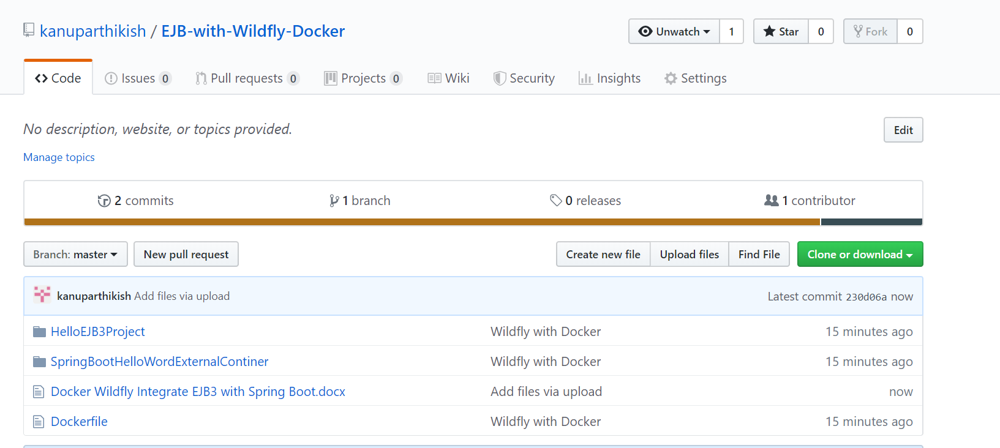 kanuparthikish / EJB-with-Wildfly-Docker
Unwatch 1 Star 0 Fork 0
Code Issues 0 Pull requests 0 Projects 0 Wiki Security Insights Settings
No description, website, or topics provided. Edit
Manage topics
2 commits 1 branch 0 releases 1 contributor
Branch: master New pull request Create new file Upload files Find File Clone or download
kanuparthikish Add files via upload Latest commit 230d06a now
HelloEJB3Project Wildfly with Docker 15 minutes ago
SpringBootHelloWordExternalContiner Wildfly with Docker 15 minutes ago
Docker Wildfly Integrate EJB3 with Spring Boot.docx Add files via upload now
Dockerfile Wildfly with Docker 15 minutes ago